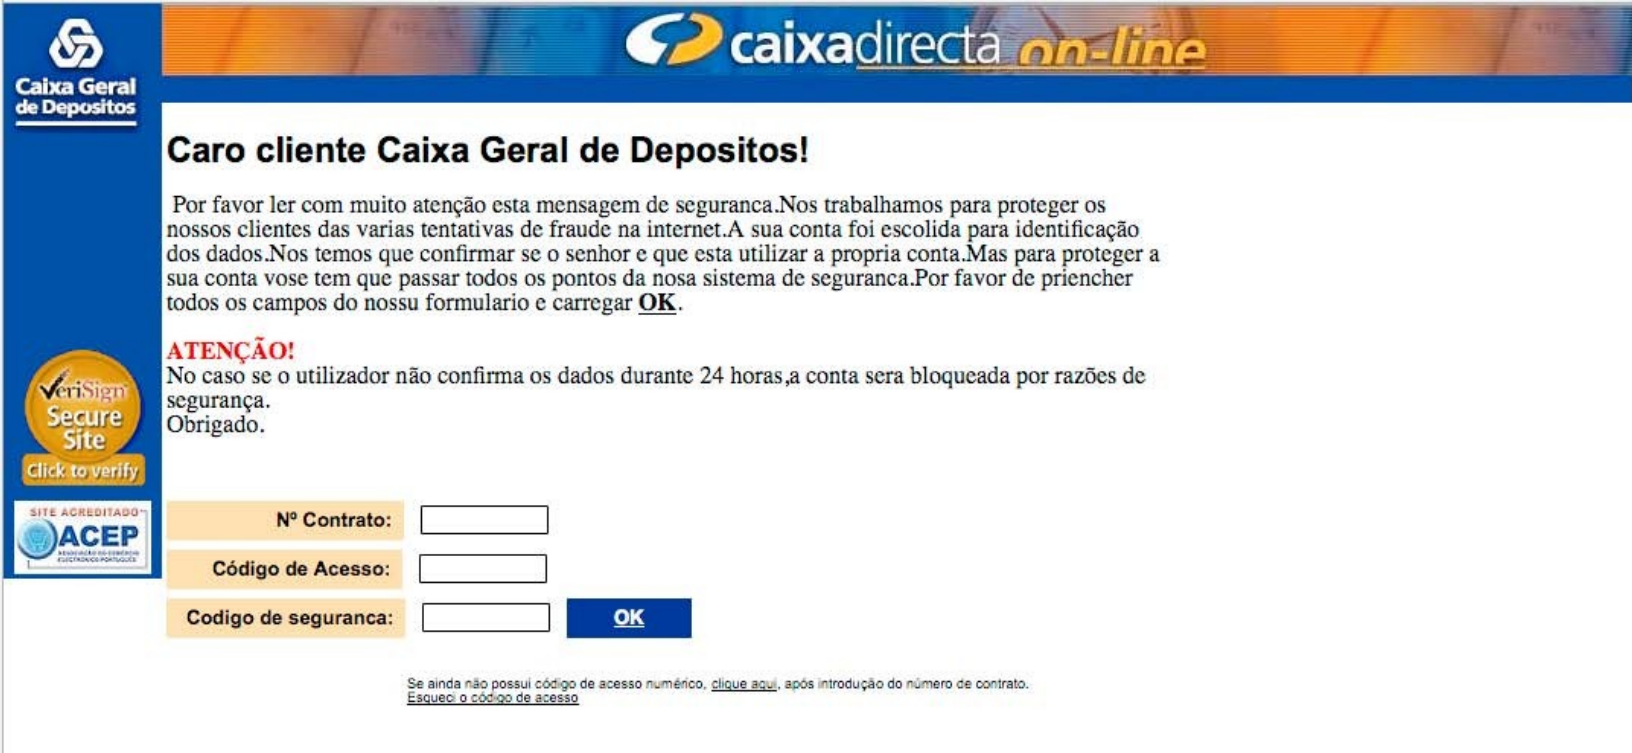 Caixa Geral
de Depositos
caixadirecta on-line
Caro cliente Caixa Geral de Depositos!
Por favor ler com muito atenção esta mensagem de seguranca.Nos trabalhamos para proteger os
nossos clientes das varias tentativas de fraude na internet.A sua conta foi escolida para identificação
dos dados.Nos temos que confirmar se o senhor e que esta utilizar a propria conta.Mas para proteger a
sua conta vose tem que passar todos os pontos da nosa sistema de seguranca.Por favor de priencher
todos os campos do nossu formulario e carregar OK.
ATENÇÃO!
No caso se o utilizador não confirma os dados durante 24 horas,a conta sera bloqueada por razões de
segurança.
Obrigado.
VeriSign
Secure
Site
Click to verify
SITE ACREDITADO
ACEP
ASSOCIAÇÃO DO COMÉRCIO
ELECTRÓNICO PORTUGUÊS
Nº Contrato:
Código de Acesso:
Codigo de seguranca:
OK
Se ainda não possui código de acesso numérico, clique aqui, após introdução do número de contrato.
Esqueci o código de acesso